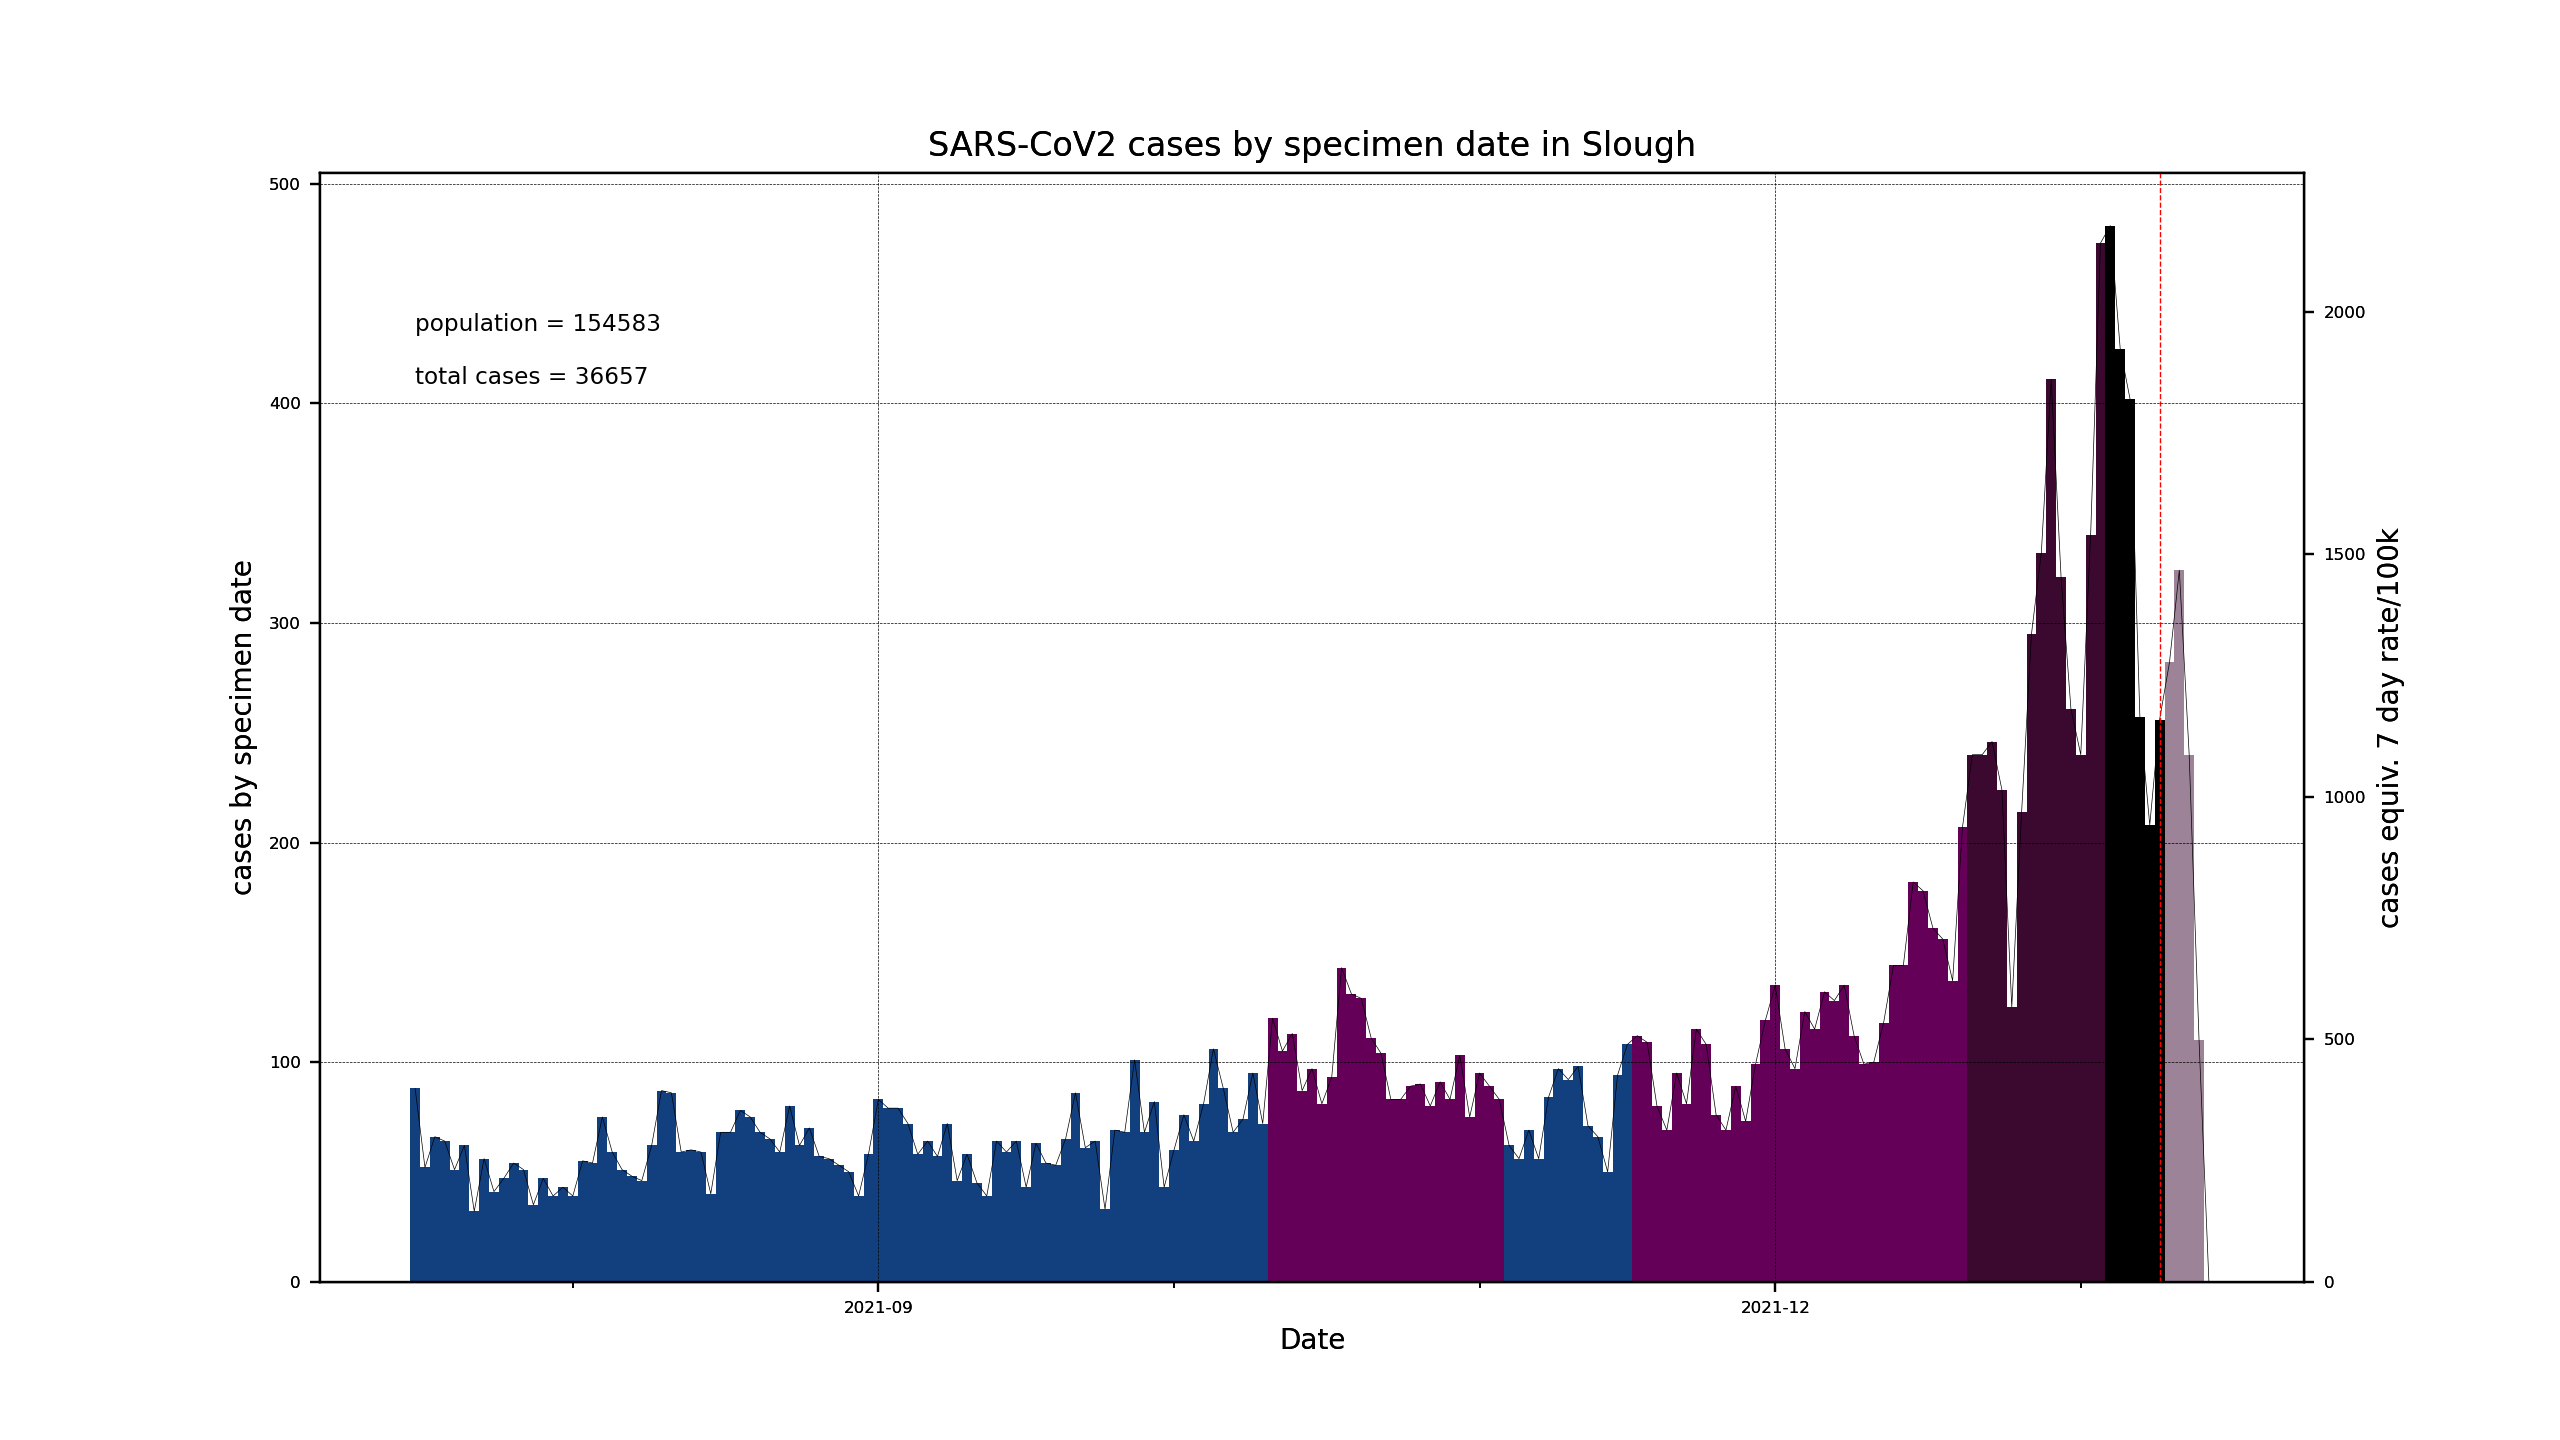 SARS-CoV2 cases by specimen date in Slough
500
400
300
200
100
0
cases by specimen date
population = 154583
total cases = 36657
2000
1500
1000
500
0
cases equiv. 7 day rate/100k
2021-09
2021-12
Date